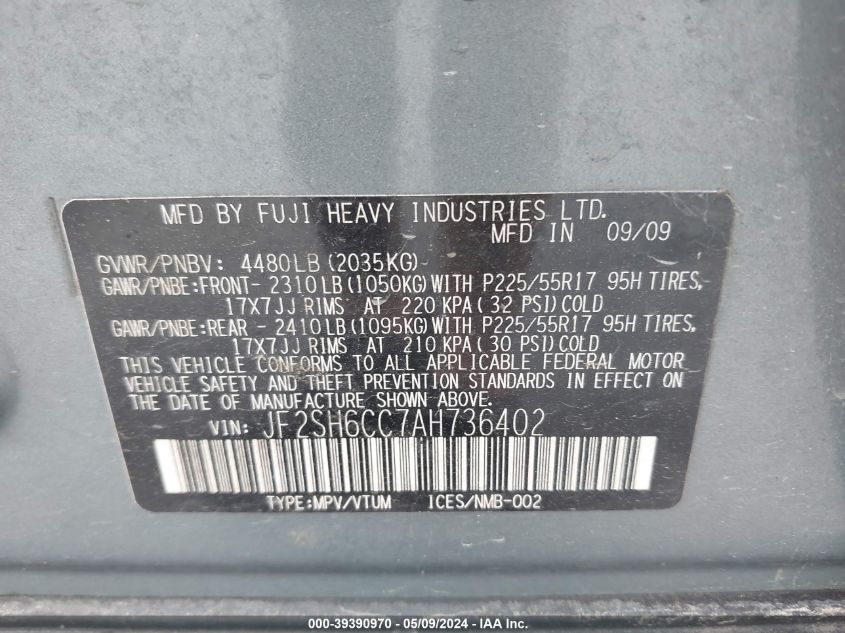 MFD BY FUJI HEAVY INDUSTRIES LTD.
MFD IN 09/09
GVWR/PNBV: 4480LB(2035KG)
GAWR/PNBE:FRONT- 2310LB(1050KG)WITH P225/55R17 95H TIRES,
17X7JJ RIMS AT 220 KPA(32 PSI)COLD
GAWR/PNBE:REAR - 2410LB(1095KG)WITH P225/55R17 95H TIRES,
17X7JJ RIMS AT 210 KPA(30 PSI)COLD
THIS VEHICLE CONFORMS TO ALL APPLICABLE FEDERAL MOTOR
VEHICLE SAFETY AND THEFT PREVENTION STANDARDS IN EFFECT ON
THE DATE OF MANUFACTURE SHOWN ABOVE.
VIN: JF2SH6CC7AH736402
TYPE:MPV/VTUM ICES/NMB-002
000-39390970 - 05/09/2024 - IAA Inc.